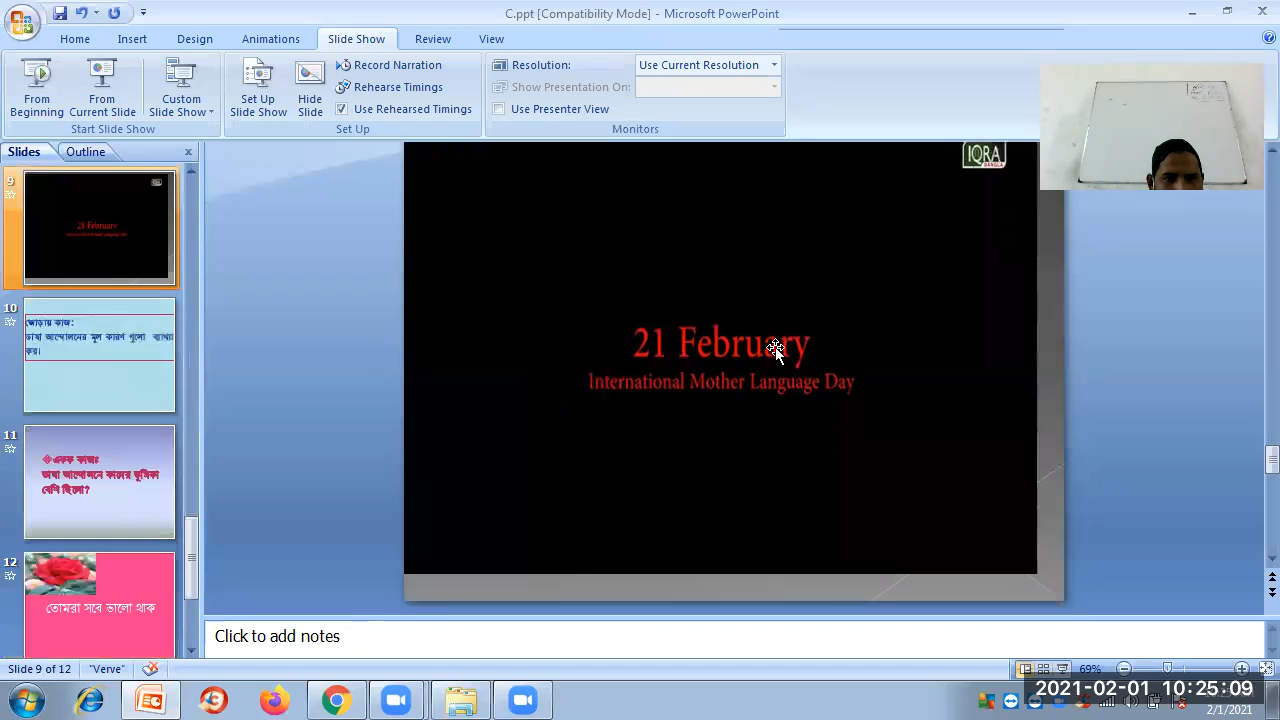 C.ppt [Compatibility Mode] - Microsoft PowerPoint
Home Insert Design Animations Slide Show Review View
Record Narration Resolution: Use Current Resolution
Rehearse Timings Show Presentation On:
From Beginning From Current Slide Custom Slide Show Set Up Slide Show Hide Slide Use Rehearsed Timings Use Presenter View
Start Slide Show Set Up Monitors
Slides Outline
9
21 February
10
জোড়ায় কাজ:
ভাষা আন্দোলনের মূল কারণ গুলো ব্যাখ্যা
কর।
11
একক কাজঃ
ভাষা আন্দোলনে কাদের ভূমিকা
বেশি ছিলো?
12
তোমরা সবে ভালো থাক
IQRA
BANGLA
21 February
International Mother Language Day
Click to add notes
Slide 9 of 12 "Verve" 69%
2021-02-01 10:25:09
2/1/2021